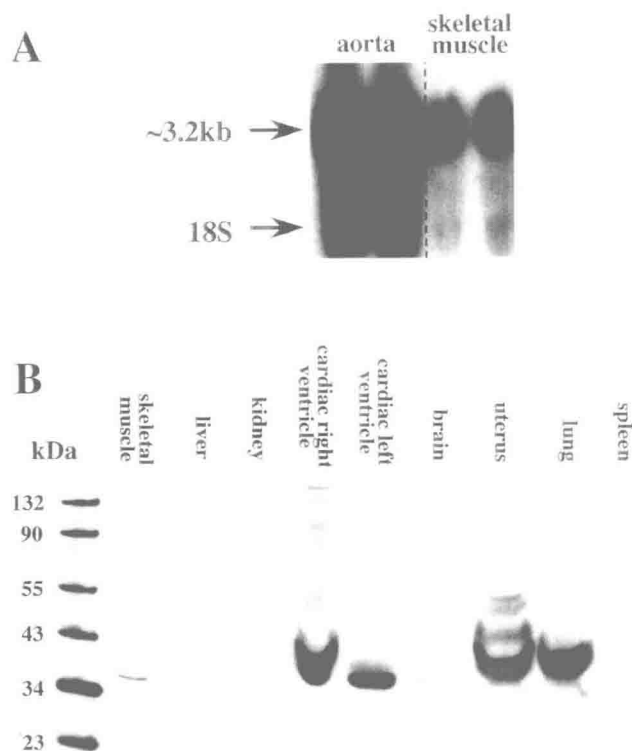 A
aorta
skeletal
muscle
~3.2kb
18S
B
kDa
skeletal
muscle
liver
kidney
cardiac right
ventricle
cardiac left
ventricle
brain
uterus
lung
spleen
132
90
55
43
34
23